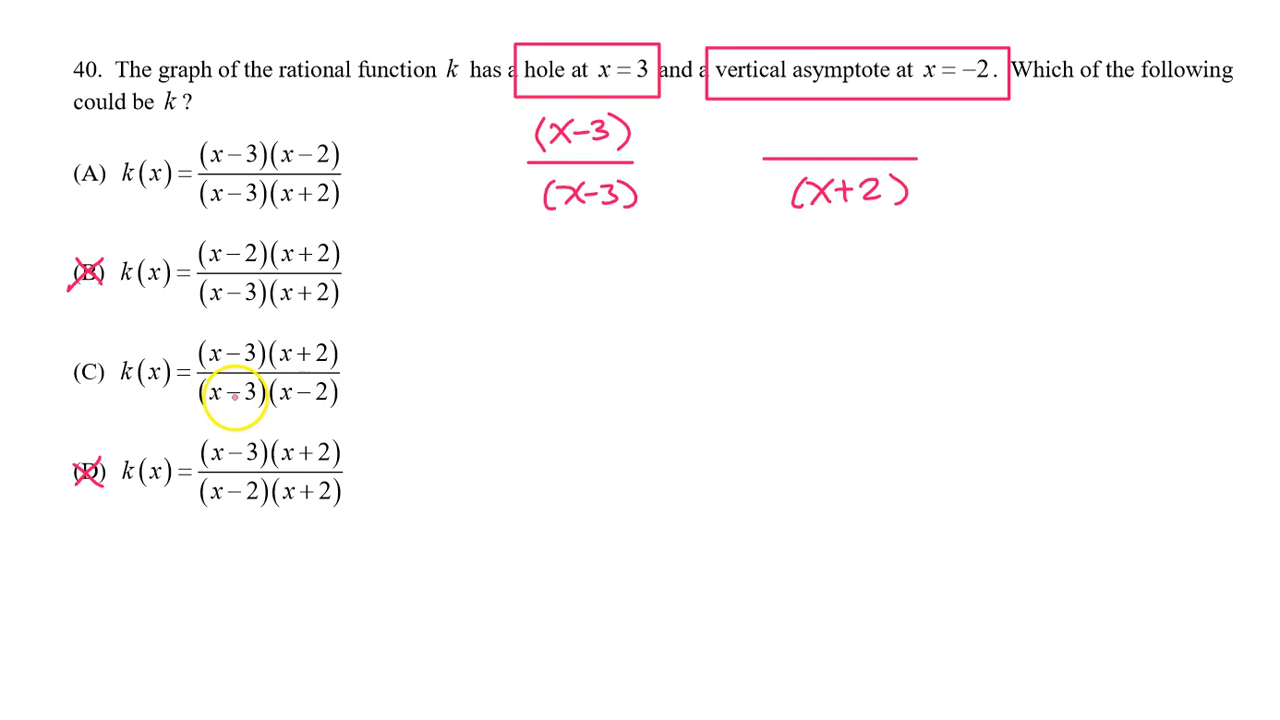 40. The graph of the rational function k has a hole at x = 3 and a vertical asymptote at x = −2. Which of the following
could be k ?
(x−3)
(x−3)
(x+2)
(A) k(x) = (x−3)(x−2) / (x−3)(x+2)
(B) k(x) = (x−2)(x+2) / (x−3)(x+2)
(C) k(x) = (x−3)(x+2) / (x−3)(x−2)
(D) k(x) = (x−3)(x+2) / (x−2)(x+2)